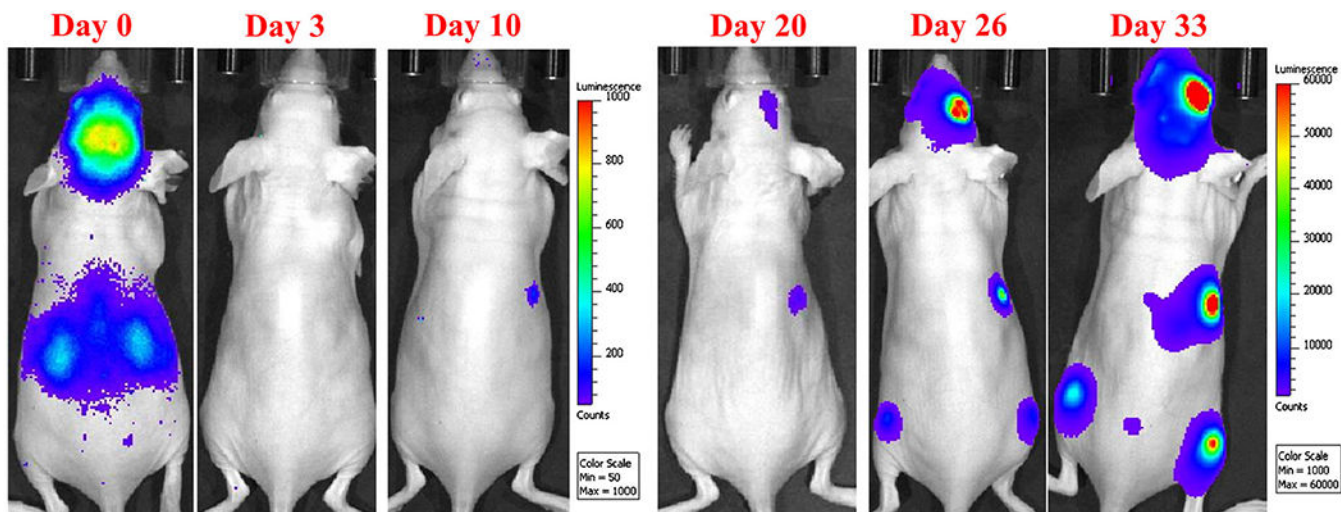 Day 0
Day 3
Day 10
Day 20
Day 26
Day 33
Luminescence
1000
800
600
400
200
Counts
Color Scale
Min = 50
Max = 1000
Luminescence
60000
50000
40000
30000
20000
10000
Counts
Color Scale
Min = 1000
Max = 60000